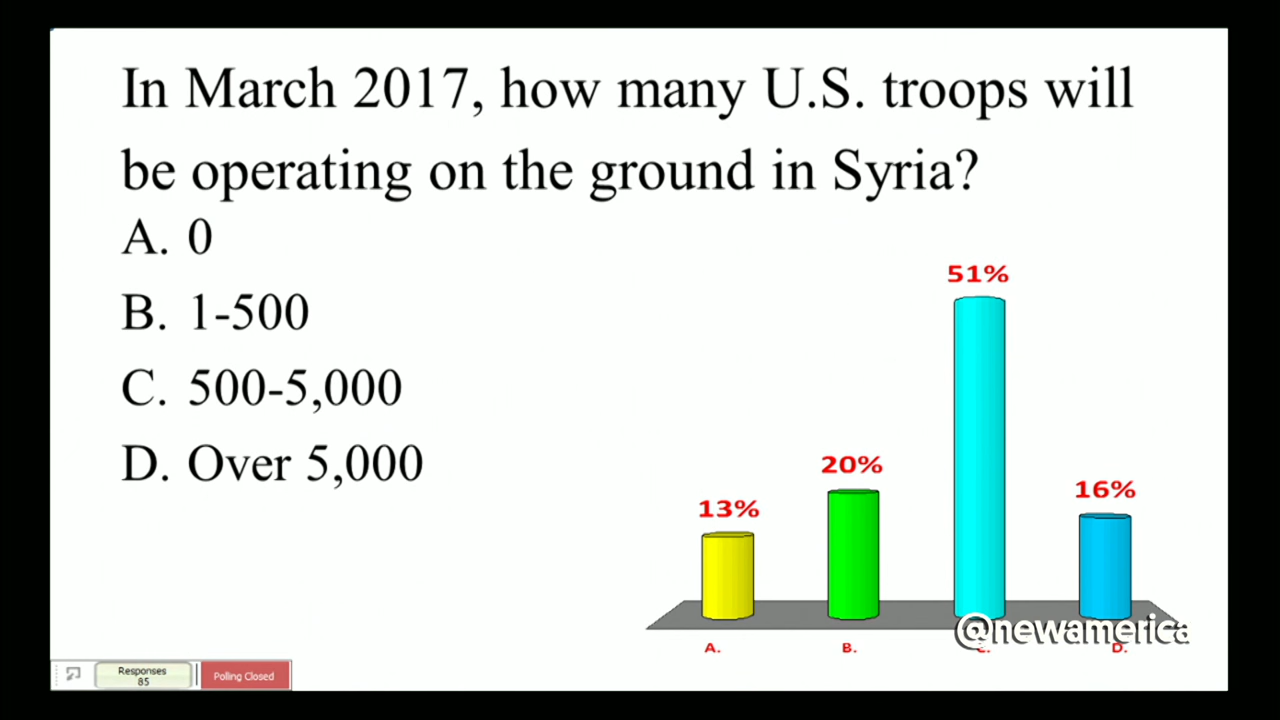 In March 2017, how many U.S. troops will
be operating on the ground in Syria?
A. 0
B. 1-500
C. 500-5,000
D. Over 5,000
51%
20%
16%
13%
@newamerica
A.
B.
C.
D.
Responses
85
Polling Closed